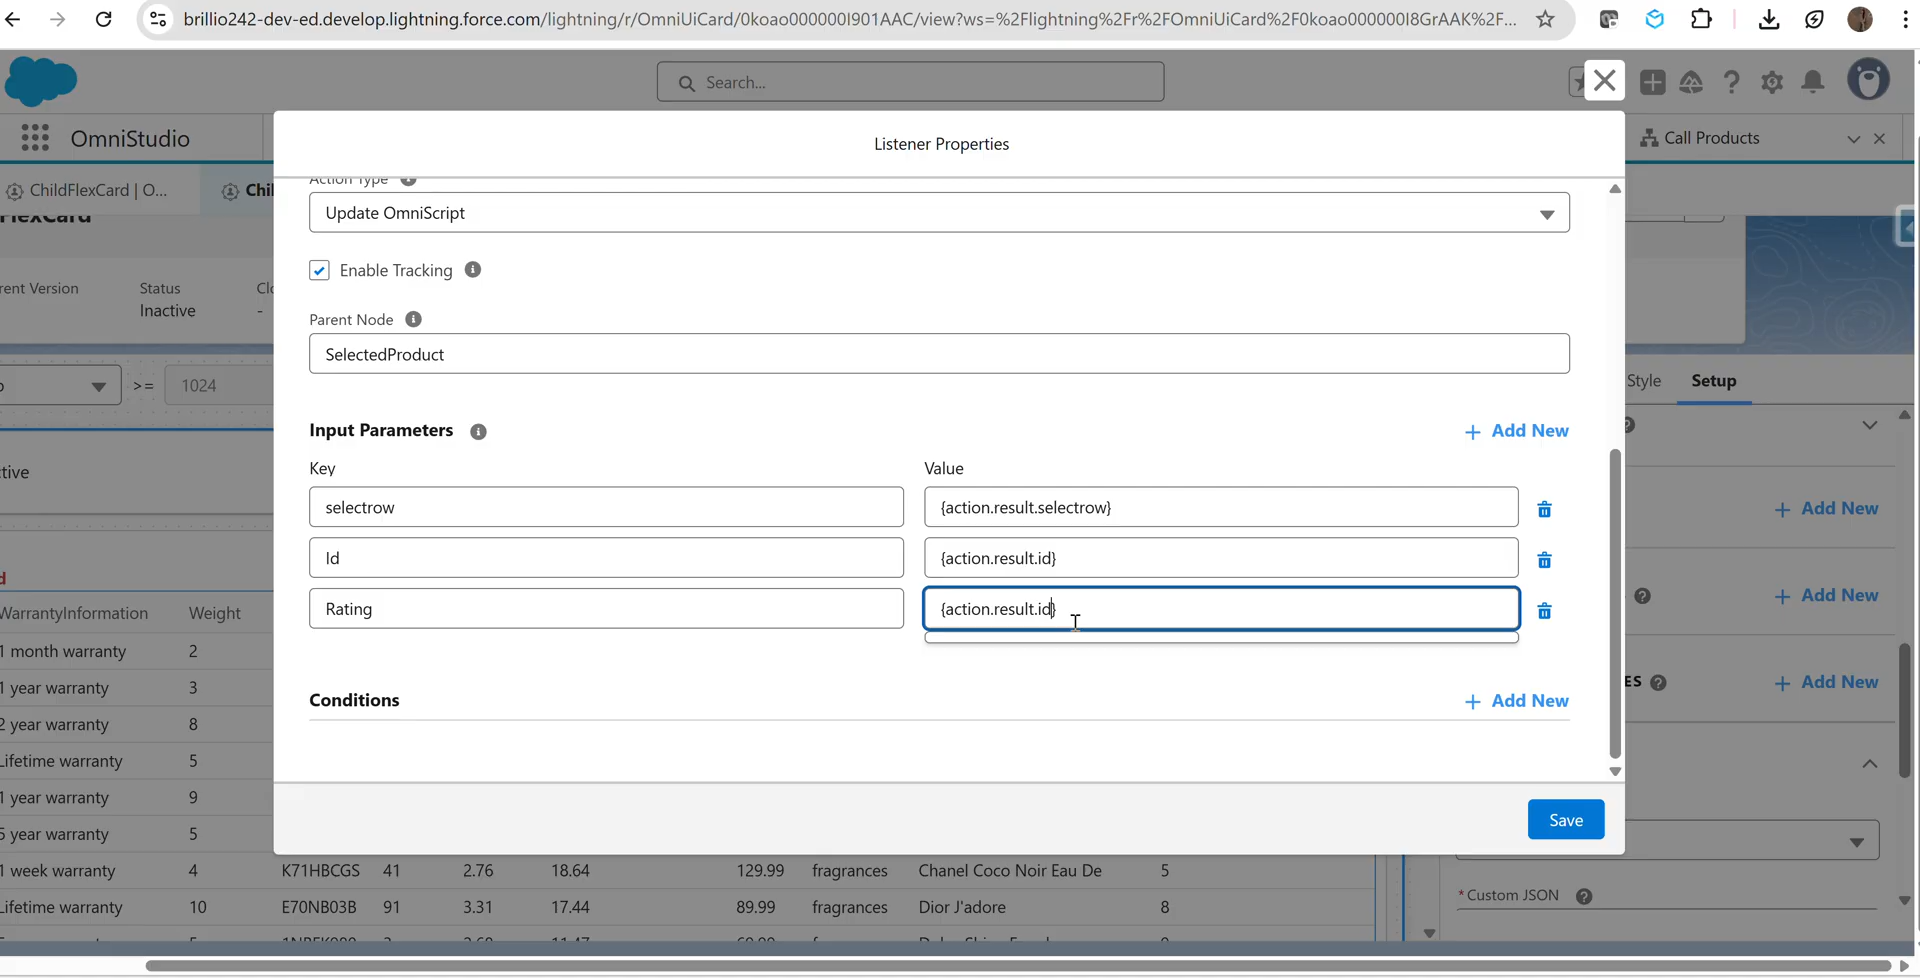 brillio242-dev-ed.develop.lightning.force.com/lightning/r/OmniUiCard/0koao000000I901AAC/view?ws=%2Flightning%2Fr%2FOmniUiCard%2F0koao000000I8GrAAK%2F...
Search...
OmniStudio
Call Products
ChildFlexCard | O...
Chil
FlexCard
Listener Properties
Action Type
Update OmniScript
Enable Tracking
rent Version
Status
Inactive
-
Parent Node
SelectedProduct
>=
1024
Style
Setup
Input Parameters
Add New
Key
Value
selectrow
{action.result.selectrow}
Id
{action.result.id}
Rating
{action.result.id}
Add New
Add New
ES
Add New
Conditions
Add New
Save
tive
d
WarrantyInformation Weight
1 month warranty 2
1 year warranty 3
2 year warranty 8
Lifetime warranty 5
1 year warranty 9
5 year warranty 5
1 week warranty 4 K71HBCGS 41 2.76 18.64 129.99 fragrances Chanel Coco Noir Eau De 5
Lifetime warranty 10 E70NB03B 91 3.31 17.44 89.99 fragrances Dior J'adore 8
*Custom JSON